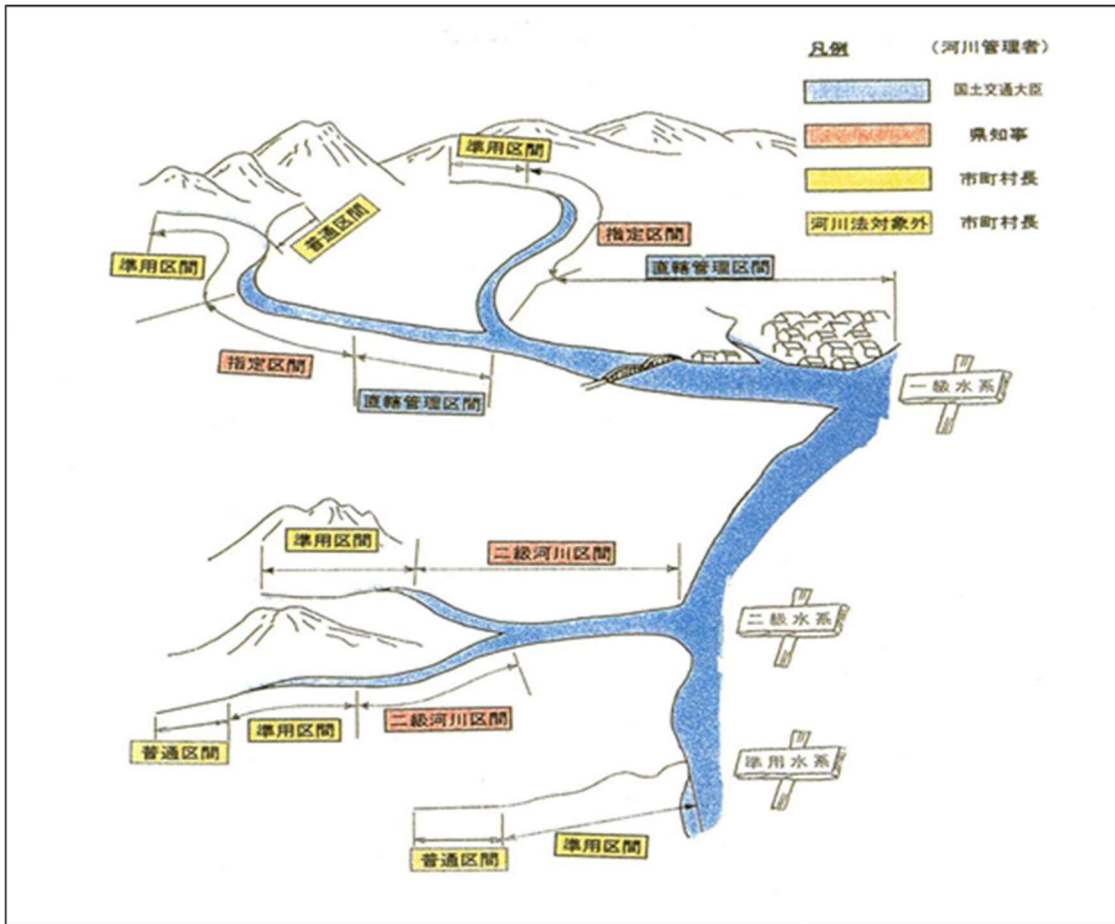 凡例 (河川管理者)
国土交通大臣
県知事
市町村長
河川法対象外 市町村長
準用区間
普通区間
指定区間
準用区間
直轄管理区間
指定区間
直轄管理区間
一級水系
準用区間
二級河川区間
二級水系
二級河川区間
準用区間
普通区間
準用水系
準用区間
普通区間